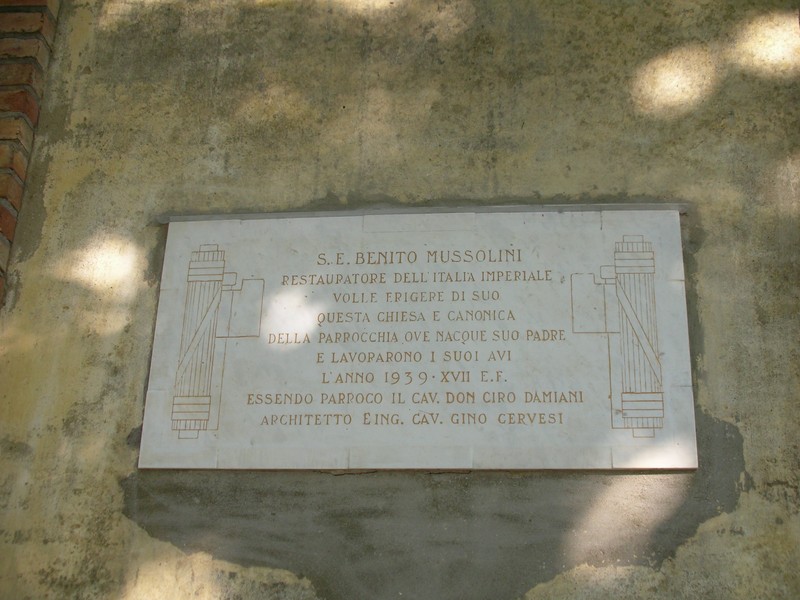 S. E. BENITO MUSSOLINI
RESTAURATORE DELL'ITALIA IMPERIALE
VOLLE ERIGERE DI SUO
QUESTA CHIESA E CANONICA
DELLA PARROCCHIA OVE NACQUE SUO PADRE
E LAVORARONO I SUOI AVI
L'ANNO 1939 · XVII E.F.
ESSENDO PARROCO IL CAV. DON CIRO DAMIANI
ARCHITETTO E ING. CAV. GINO CERVESI